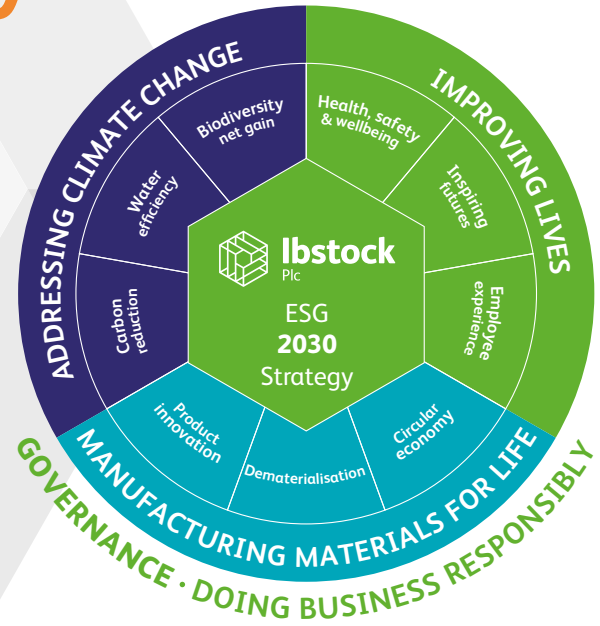 Ibstock
Plc
ESG
2030
Strategy
ADDRESSING CLIMATE CHANGE
Carbon
reduction
Water
efficiency
Biodiversity
net gain
IMPROVING LIVES
Health, safety
& wellbeing
Inspiring
futures
Employee
experience
MANUFACTURING MATERIALS FOR LIFE
Product
innovation
Dematerialisation
Circular
economy
GOVERNANCE · DOING BUSINESS RESPONSIBLY